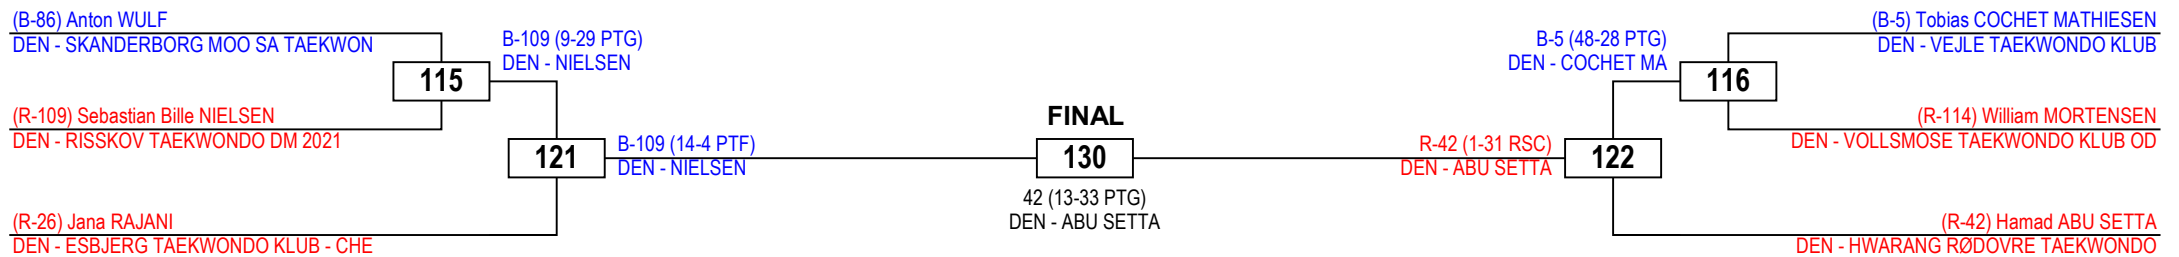 (B-86) Anton WULF
DEN - SKANDERBORG MOO SA TAEKWON
115
(R-109) Sebastian Bille NIELSEN
DEN - RISSKOV TAEKWONDO DM 2021
B-109 (9-29 PTG)
DEN - NIELSEN
121
(R-26) Jana RAJANI
DEN - ESBJERG TAEKWONDO KLUB - CHE
B-109 (14-4 PTF)
DEN - NIELSEN
FINAL
130
42 (13-33 PTG)
DEN - ABU SETTA
R-42 (1-31 RSC)
DEN - ABU SETTA
122
B-5 (48-28 PTG)
DEN - COCHET MA
116
(B-5) Tobias COCHET MATHIESEN
DEN - VEJLE TAEKWONDO KLUB
(R-114) William MORTENSEN
DEN - VOLLSMOSE TAEKWONDO KLUB OD
(R-42) Hamad ABU SETTA
DEN - HWARANG RØDOVRE TAEKWONDO